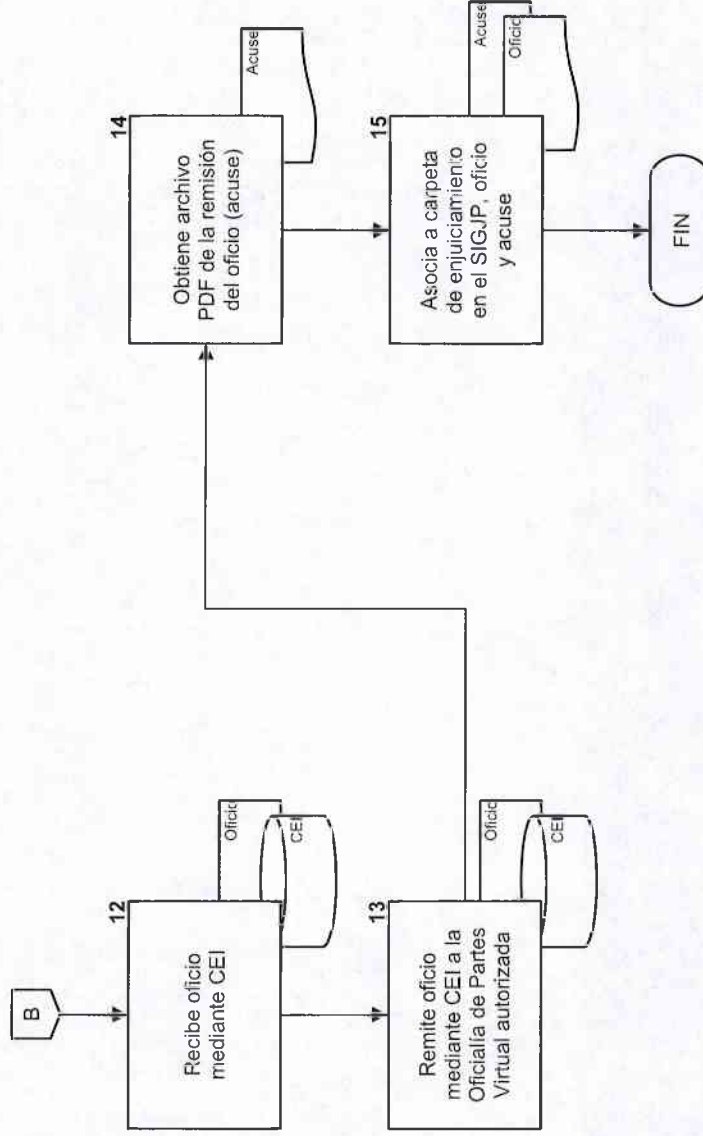 B
12
Recibe oficio
mediante CEI
Oficio
CEI
13
Remite oficio
mediante CEI a la
Oficialía de Partes
Virtual autorizada
Oficio
CEI
14
Obtiene archivo
PDF de la remisión
del oficio (acuse)
Acuse
15
Asocia a carpeta
de enjuiciamiento
en el SIGJP, oficio
y acuse
Acuse
Oficio
FIN